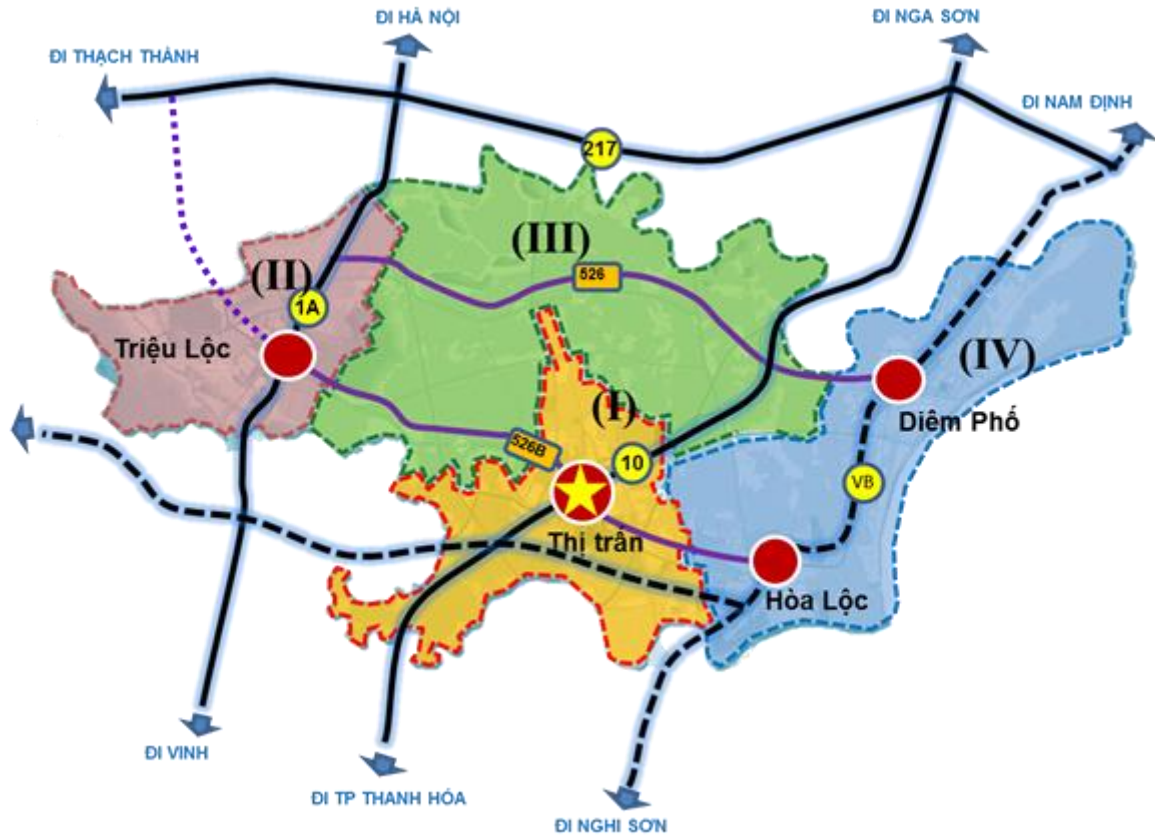 ĐI HÀ NỘI
ĐI NGA SƠN
ĐI THẠCH THÀNH
ĐI NAM ĐỊNH
217
(III)
(II)
526
1A
Triệu Lộc
(IV)
(I)
Diêm Phố
526B
10
VB
Thị trân
Hòa Lộc
ĐI VINH
ĐI TP THANH HÓA
ĐI NGHI SƠN